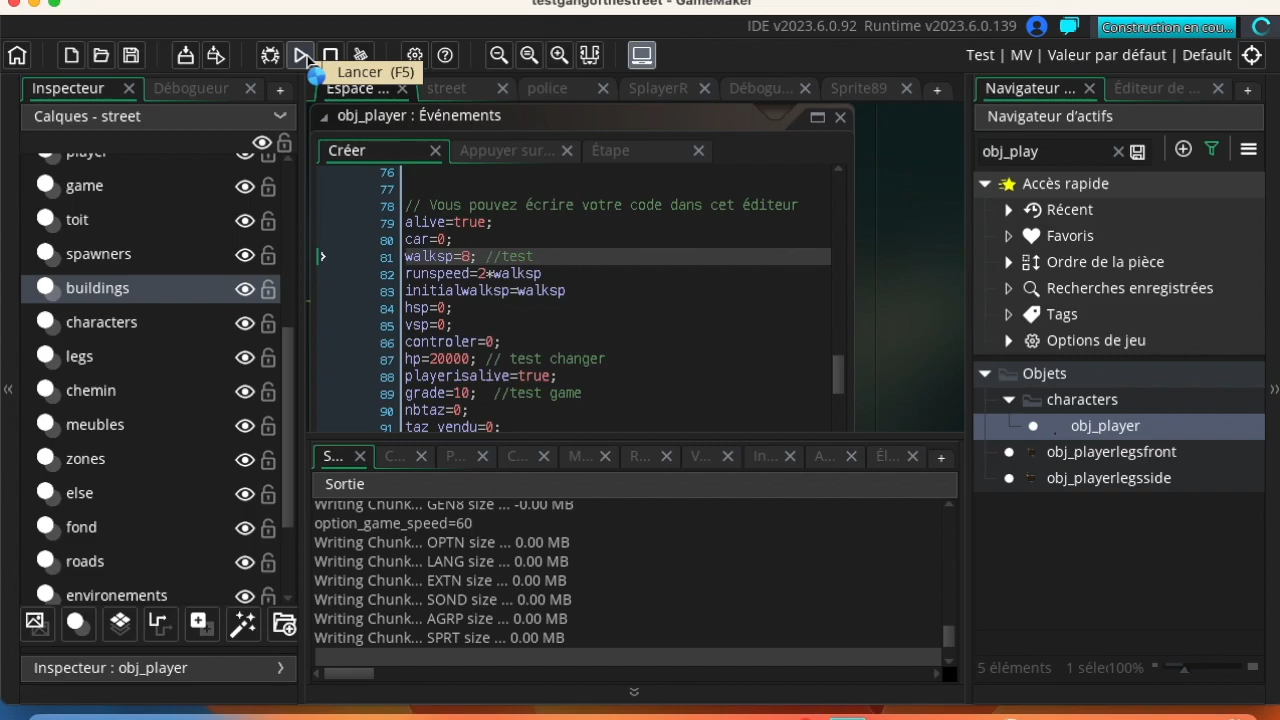 testgangofthestreet - GameMaker
IDE v2023.6.0.92 Runtime v2023.6.0.139
Construction en cou...
Test | MV | Valeur par défaut | Default
Lancer (F5)
Inspecteur
Débogueur
Espace ...
street
police
SplayerR
Débogu...
Sprite89
Navigateur ...
Éditeur de ...
Calques - street
player
game
toit
spawners
buildings
characters
legs
chemin
meubles
zones
else
fond
roads
environements
Inspecteur : obj_player
obj_player : Événements
Créer
Appuyer sur...
Étape
76
77
78 // Vous pouvez écrire votre code dans cet éditeur
79 alive=true;
80 car=0;
81 walksp=8; //test
82 runspeed=2*walksp
83 initialwalksp=walksp
84 hsp=0;
85 vsp=0;
86 controler=0;
87 hp=20000; // test changer
88 playerisalive=true;
89 grade=10; //test game
90 nbtaz=0;
91 taz_vendu=0;
S...
C...
P...
C...
M...
R...
V...
In...
A...
Él...
Sortie
Writing Chunk... GEN8 size ... -0.00 MB
option_game_speed=60
Writing Chunk... OPTN size ... 0.00 MB
Writing Chunk... LANG size ... 0.00 MB
Writing Chunk... EXTN size ... 0.00 MB
Writing Chunk... SOND size ... 0.00 MB
Writing Chunk... AGRP size ... 0.00 MB
Writing Chunk... SPRT size ... 0.00 MB
Navigateur d’actifs
obj_play
Accès rapide
Récent
Favoris
Ordre de la pièce
Recherches enregistrées
Tags
Options de jeu
Objets
characters
obj_player
obj_playerlegsfront
obj_playerlegsside
5 éléments
1 séle
100%